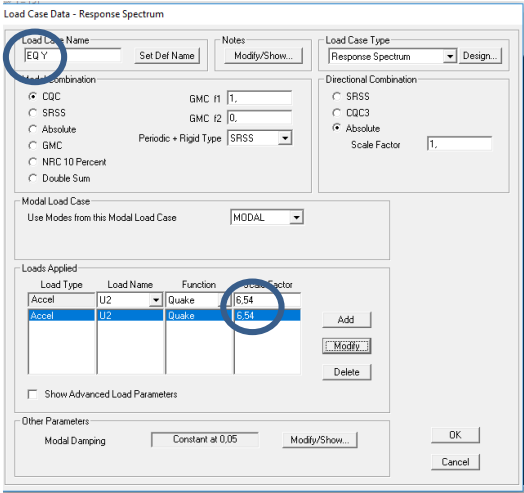 Load Case Data - Response Spectrum
Load Case Name
EQ Y
Set Def Name
Notes
Modify/Show...
Load Case Type
Response Spectrum
Design...
Modal Combination
CQC
SRSS
Absolute
GMC
NRC 10 Percent
Double Sum
GMC f1 1,
GMC f2 0,
Periodic + Rigid Type SRSS
Directional Combination
SRSS
CQC3
Absolute
Scale Factor 1,
Modal Load Case
Use Modes from this Modal Load Case MODAL
Loads Applied
Load Type Load Name Function Scale Factor
Accel U2 Quake 6,54
Accel U2 Quake 6,54
Add
Modify
Delete
Show Advanced Load Parameters
Other Parameters
Modal Damping Constant at 0,05 Modify/Show...
OK
Cancel